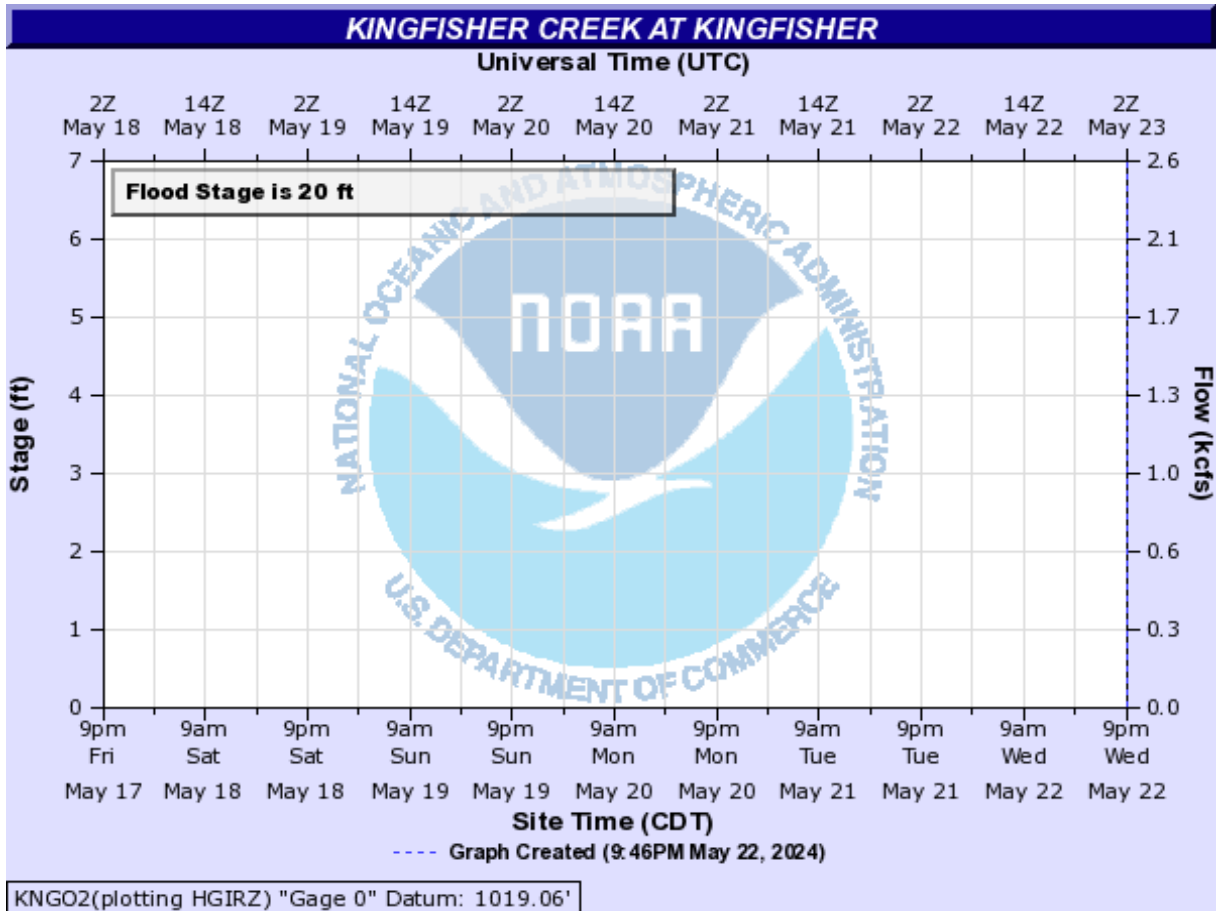 KINGFISHER CREEK AT KINGFISHER
Universal Time (UTC)
2Z 14Z 2Z 14Z 2Z 14Z 2Z 14Z 2Z 14Z 2Z
May 18 May 18 May 19 May 19 May 20 May 20 May 21 May 21 May 22 May 22 May 23
7 2.6
Flood Stage is 20 ft
6 2.1
5 1.7
4 1.3
3 1.0
2 0.6
1 0.3
0 0.0
Stage (ft)
Flow (kcfs)
NATIONAL OCEANIC AND ATMOSPHERIC ADMINISTRATION
NOAA
U.S. DEPARTMENT OF COMMERCE
9pm 9am 9pm 9am 9pm 9am 9pm 9am 9pm 9am 9pm
Fri Sat Sat Sun Sun Mon Mon Tue Tue Wed Wed
May 17 May 18 May 18 May 19 May 19 May 20 May 20 May 21 May 21 May 22 May 22
Site Time (CDT)
---- Graph Created (9:46PM May 22, 2024)
KNGO2(plotting HGIRZ) "Gage 0" Datum: 1019.06'